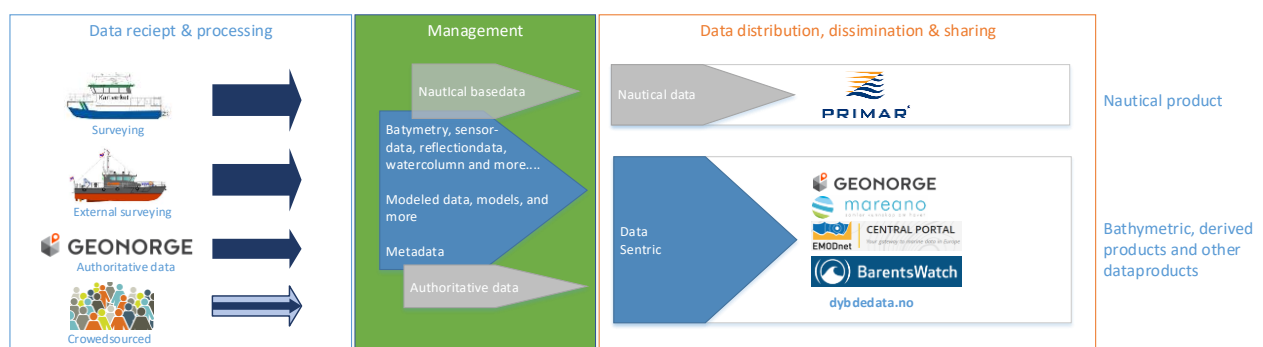 Data reciept & processing
Kartverket
Surveying
External surveying
GEONORGE
Authoritative data
Crowedsourced
Management
NautIcal basedata
Batymetry, sensor-
data, reflectiondata,
watercolumn and more....
Modeled data, models, and
more
Metadata
Authoritative data
Data distribution, dissimination & sharing
Nautical data
PRIMAR
Data
Sentric
GEONORGE
mareano
EMODnet
CENTRAL PORTAL
Your gateway to marine data in Europe
BarentsWatch
dybdedata.no
Nautical product
Bathymetric, derived
products and other
dataproducts